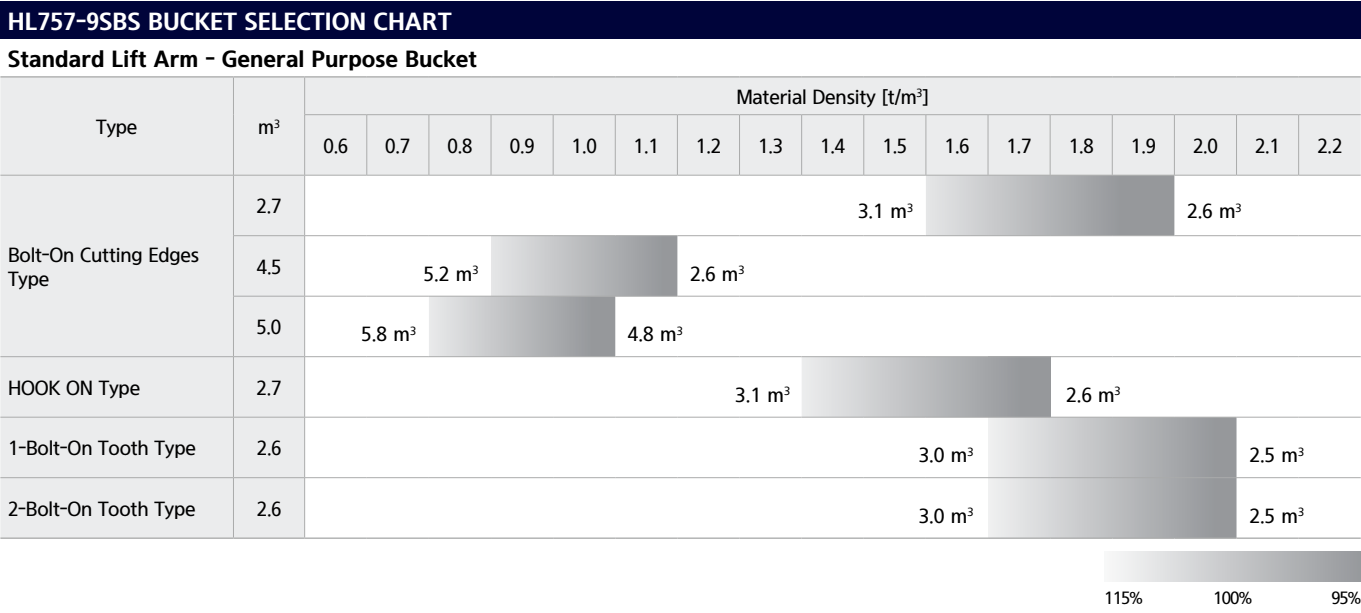 HL757-9SBS BUCKET SELECTION CHART
Standard Lift Arm - General Purpose Bucket
Type m³ Material Density [t/m³]
0.6 0.7 0.8 0.9 1.0 1.1 1.2 1.3 1.4 1.5 1.6 1.7 1.8 1.9 2.0 2.1 2.2
Bolt-On Cutting Edges
Type
2.7 3.1 m³ 2.6 m³
4.5 5.2 m³ 2.6 m³
5.0 5.8 m³ 4.8 m³
HOOK ON Type 2.7 3.1 m³ 2.6 m³
1-Bolt-On Tooth Type 2.6 3.0 m³ 2.5 m³
2-Bolt-On Tooth Type 2.6 3.0 m³ 2.5 m³
115% 100% 95%